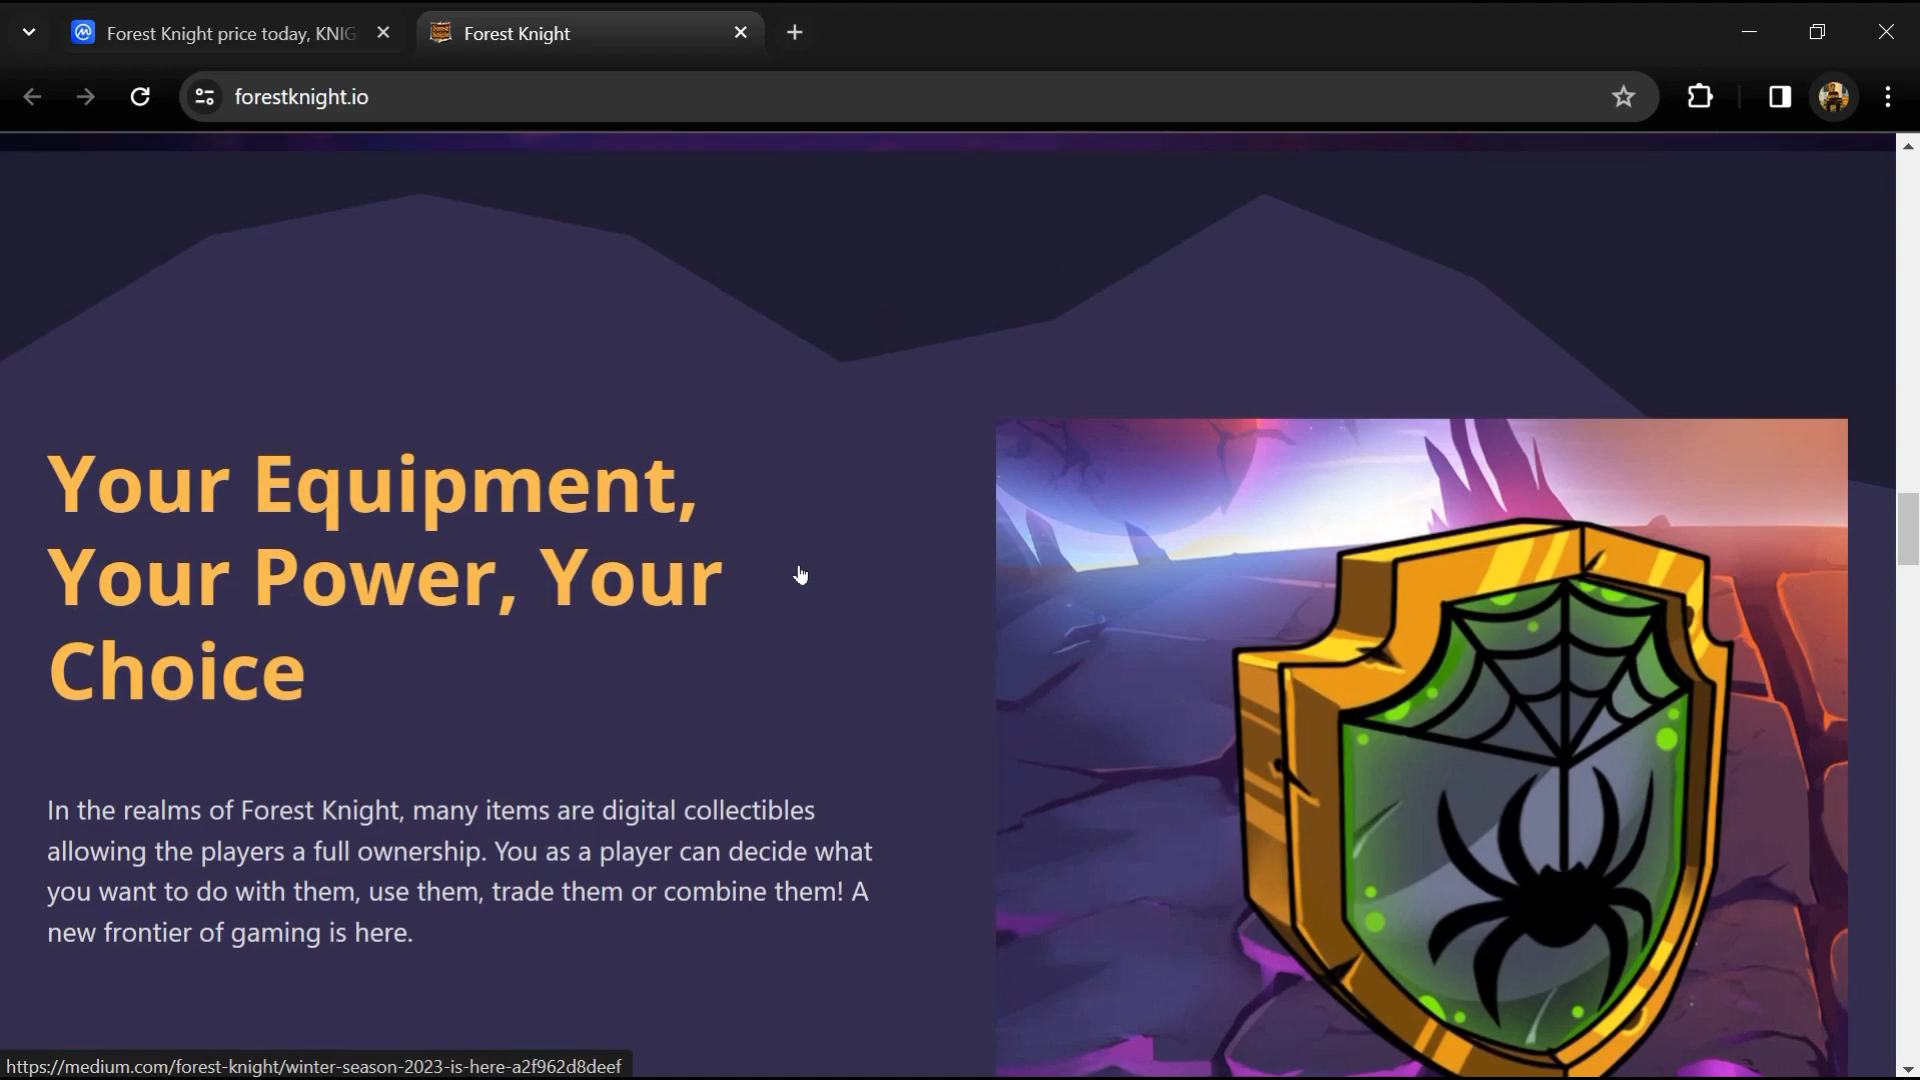 Forest Knight price today, KNIG
Forest Knight
forestknight.io
Your Equipment,
Your Power, Your
Choice
In the realms of Forest Knight, many items are digital collectibles
allowing the players a full ownership. You as a player can decide what
you want to do with them, use them, trade them or combine them! A
new frontier of gaming is here.
https://medium.com/forest-knight/winter-season-2023-is-here-a2f962d8deef